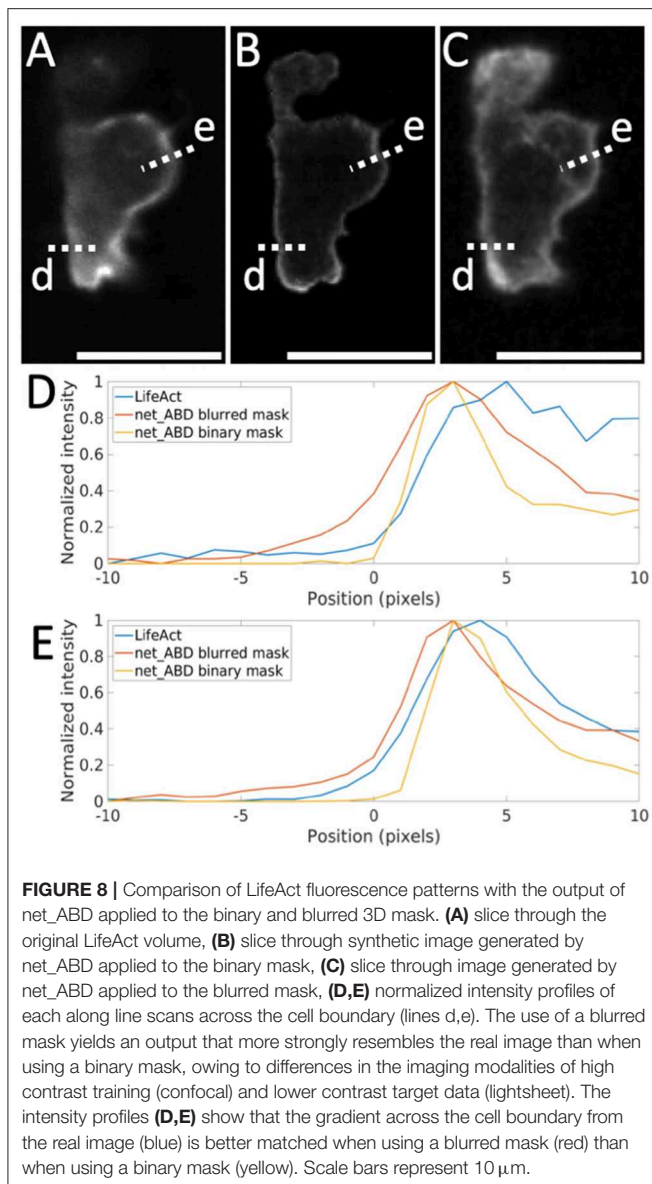 A
B
C
e
e
e
d
d
d
D
LifeAct
net_ABD blurred mask
net_ABD binary mask
Normalized intensity
1
0.8
0.6
0.4
0.2
0
-10
-5
0
5
10
Position (pixels)
E
LifeAct
net_ABD blurred mask
net_ABD binary mask
Normalized intensity
1
0.8
0.6
0.4
0.2
0
-10
-5
0
5
10
Position (pixels)
FIGURE 8 | Comparison of LifeAct fluorescence patterns with the output of
net_ABD applied to the binary and blurred 3D mask. (A) slice through the
original LifeAct volume, (B) slice through synthetic image generated by
net_ABD applied to the binary mask, (C) slice through image generated by
net_ABD applied to the blurred mask, (D,E) normalized intensity profiles of
each along line scans across the cell boundary (lines d,e). The use of a blurred
mask yields an output that more strongly resembles the real image than when
using a binary mask, owing to differences in the imaging modalities of high
contrast training (confocal) and lower contrast target data (lightsheet). The
intensity profiles (D,E) show that the gradient across the cell boundary from
the real image (blue) is better matched when using a blurred mask (red) than
when using a binary mask (yellow). Scale bars represent 10 μm.